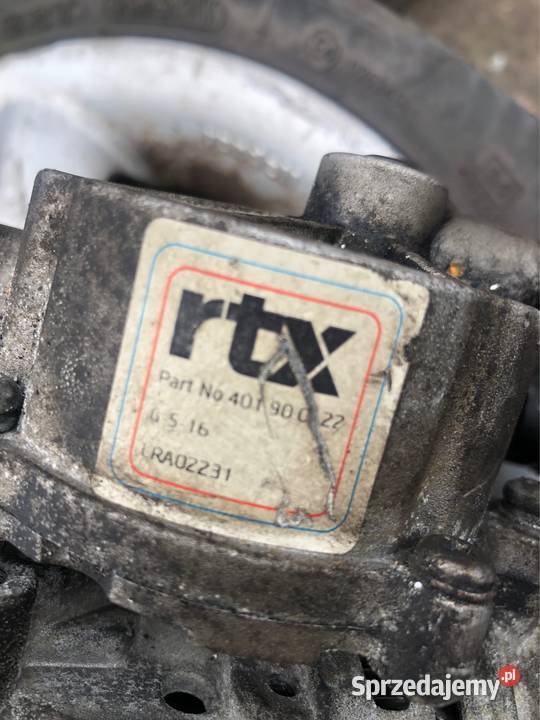 rtx
Part No 401 90 0 22
6 5 16
LRA02231
Sprzedajemy.pl